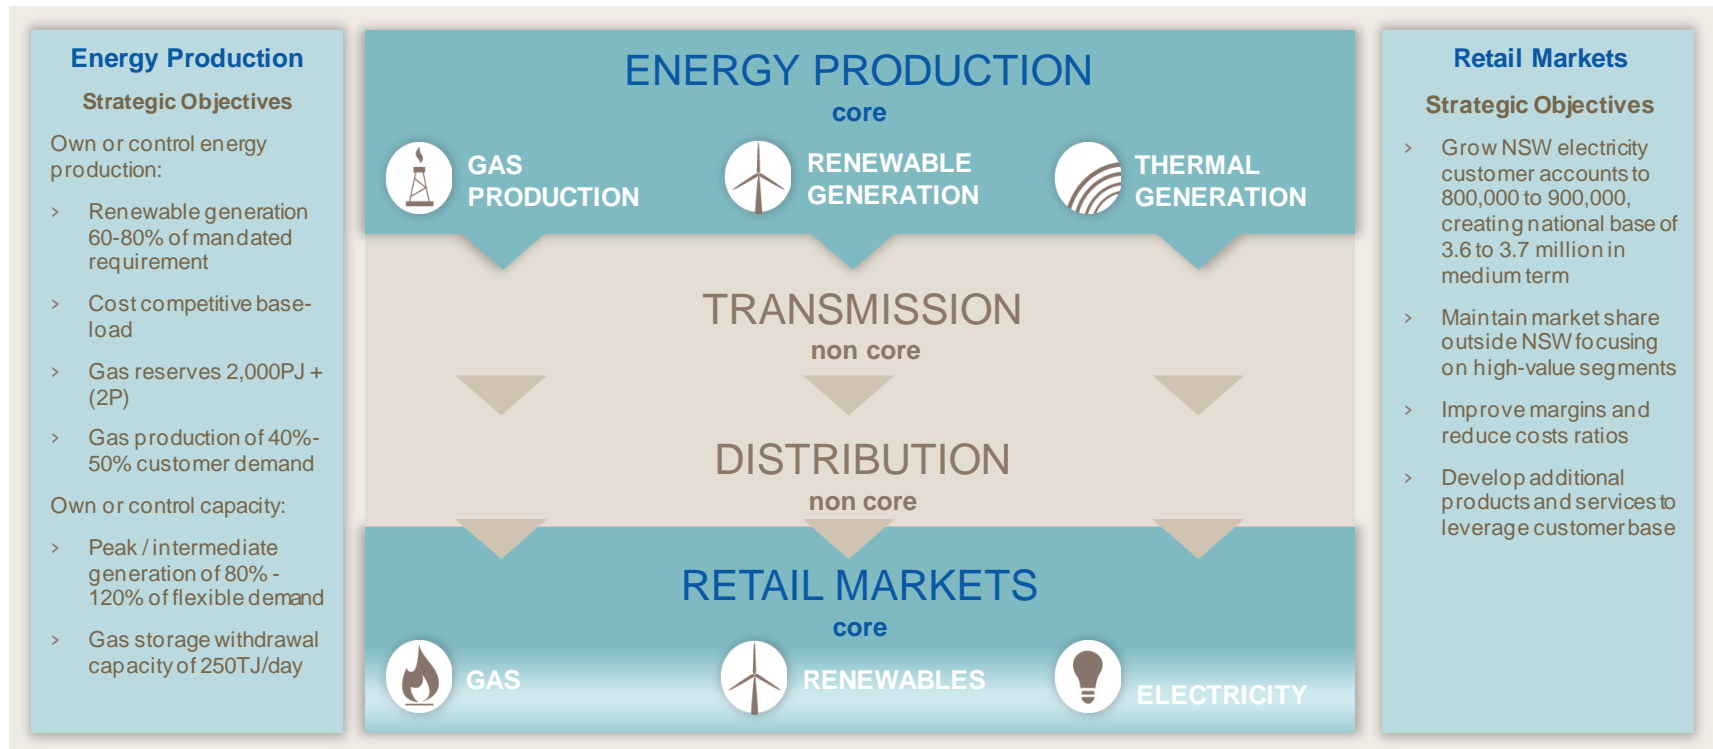 Energy Production
Strategic Objectives
Own or control energy
production:
> Renewable generation
60-80% of mandated
requirement
> Cost competitive base-
load
> Gas reserves 2,000PJ +
(2P)
> Gas production of 40%-
50% customer demand
Own or control capacity:
> Peak / intermediate
generation of 80% -
120% of flexible demand
> Gas storage withdrawal
capacity of 250TJ/day
ENERGY PRODUCTION
core
GAS
PRODUCTION
RENEWABLE
GENERATION
THERMAL
GENERATION
TRANSMISSION
non core
DISTRIBUTION
non core
RETAIL MARKETS
core
GAS
RENEWABLES
ELECTRICITY
Retail Markets
Strategic Objectives
> Grow NSW electricity
customer accounts to
800,000 to 900,000,
creating national base of
3.6 to 3.7 million in
medium term
> Maintain market share
outside NSW focusing
on high-value segments
> Improve margins and
reduce costs ratios
> Develop additional
products and services to
leverage customer base